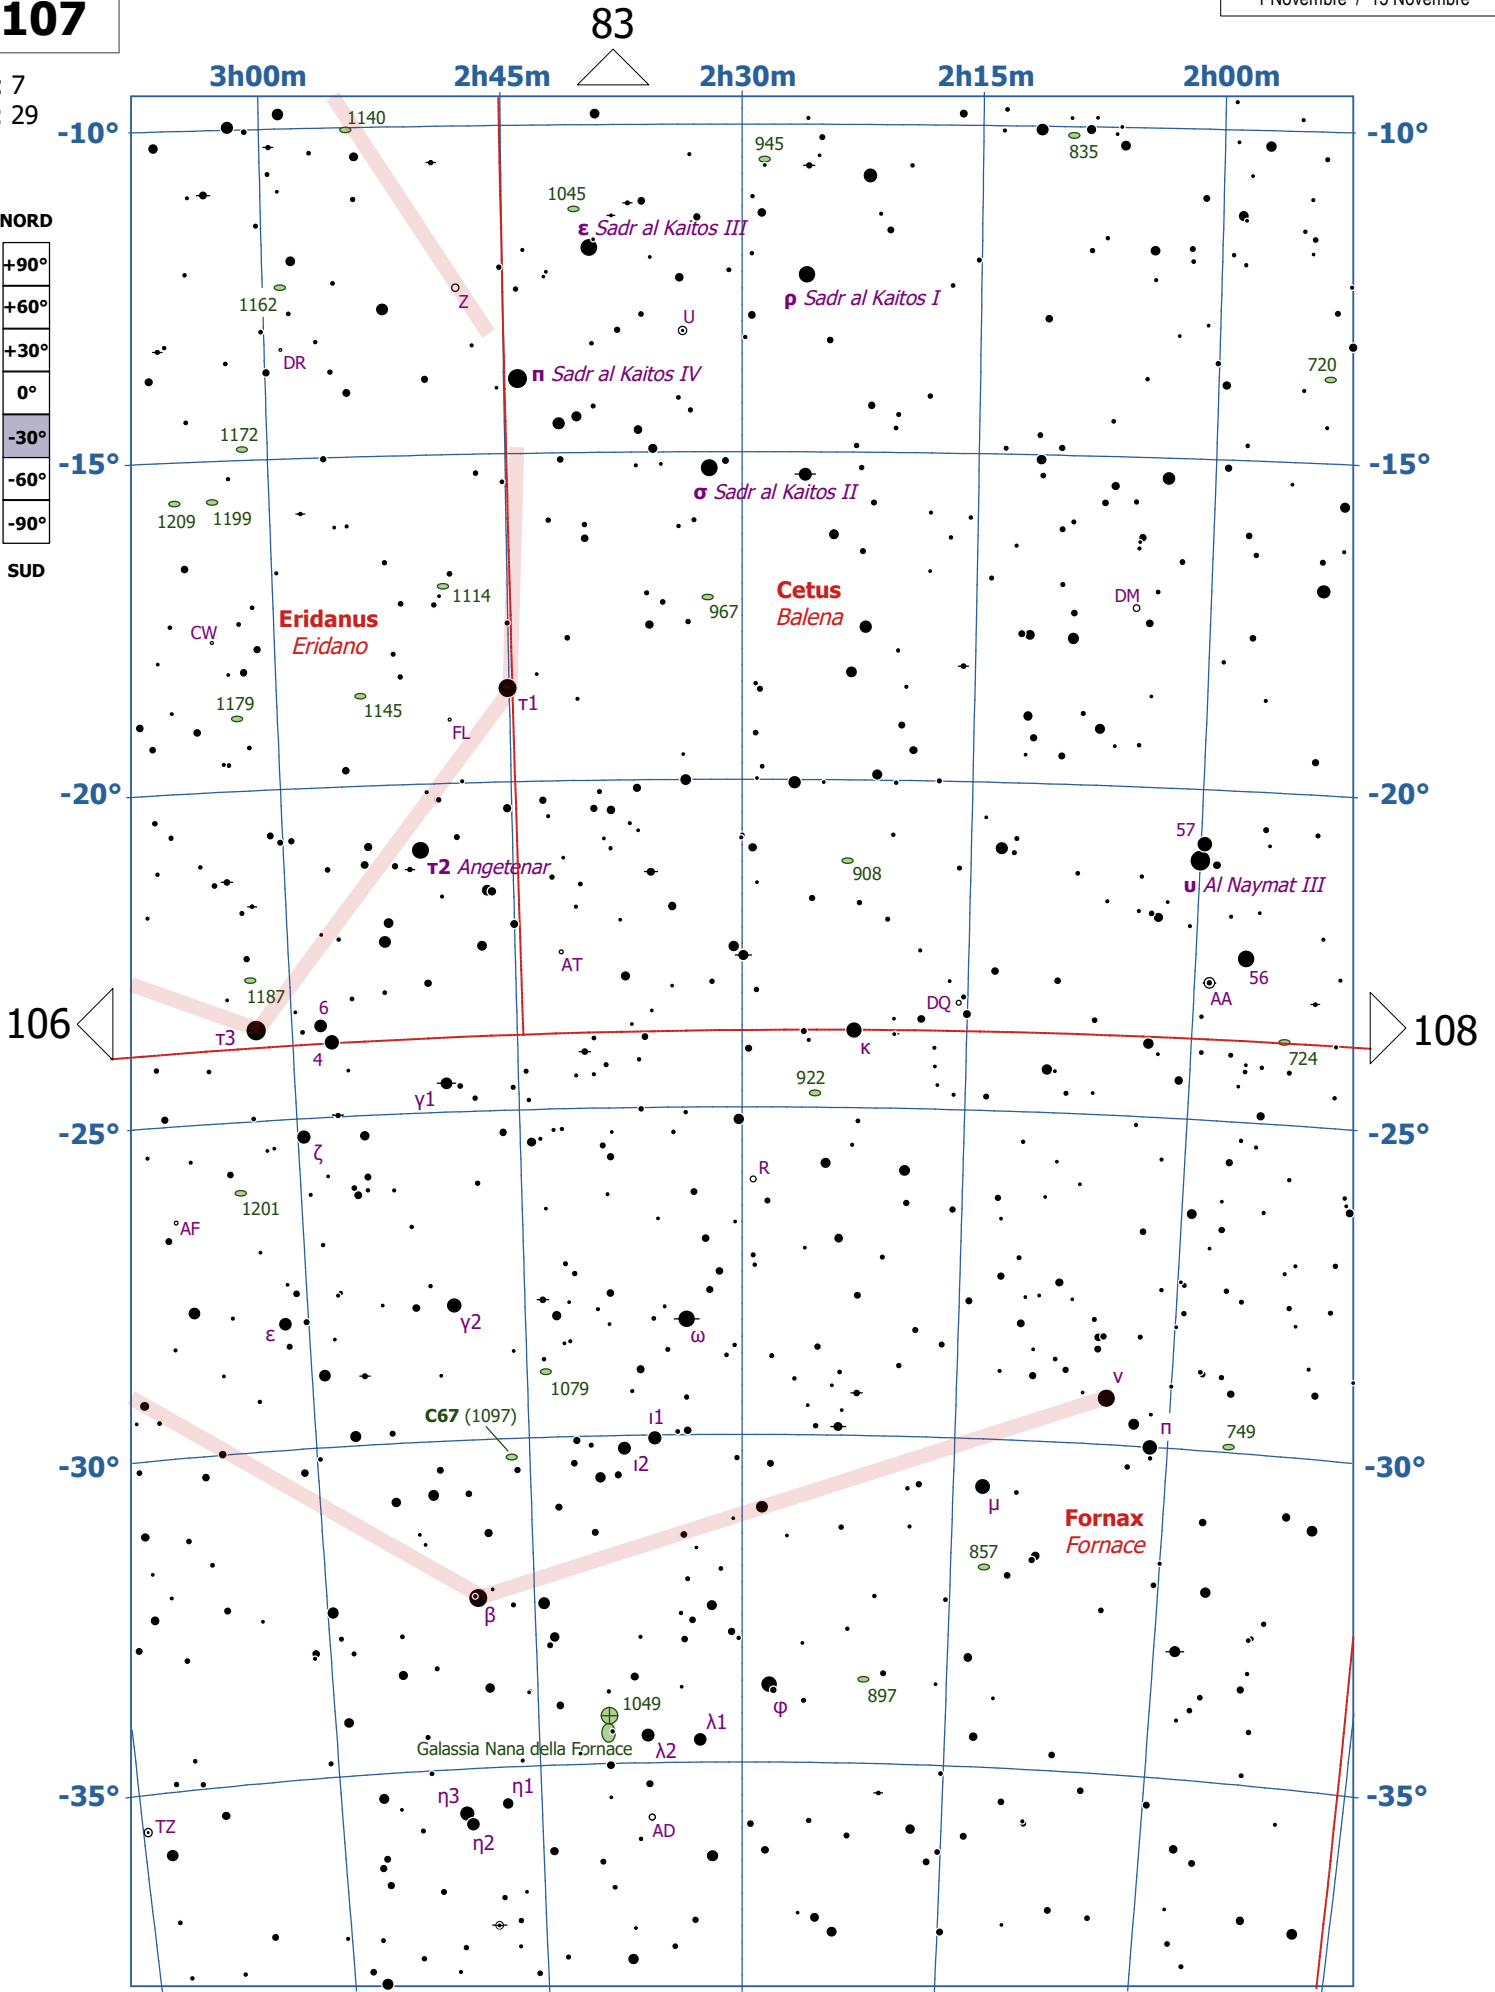 107
1 Novembre / 15 Novembre
83
: 7
: 29
3h00m 2h45m 2h30m 2h15m 2h00m
-10° -10°
1140
945
835
1045
NORD
ε Sadr al Kaitos III
+90°
1162
Z
ρ Sadr al Kaitos I
+60°
U
+30°
DR
720
π Sadr al Kaitos IV
0°
-30°
1172
-15° -15°
-60°
σ Sadr al Kaitos II
-90°
1209 1199
SUD
1114
967
Cetus
Balena
DM
Eridanus
Eridano
CW
1179
1145
τ1
FL
-20° -20°
57
τ2 Angetenar
908
υ Al Naymat III
AT
56
1187
AA
6
DQ
106
τ3
4
κ
108
724
γ1
922
-25° -25°
ζ
R
1201
AF
ε
γ2
ω
1079
ν
C67 (1097)
ι1
π
749
ι2
-30° -30°
μ
Fornax
Fornace
857
β
1049
897
φ
λ1
Galassia Nana della Fornace
λ2
-35° -35°
η3
η1
TZ
η2
AD